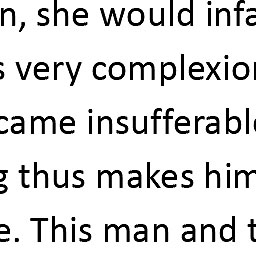 n, she would infa
s very complexion
came insufferable
g thus makes him
e. This man and t